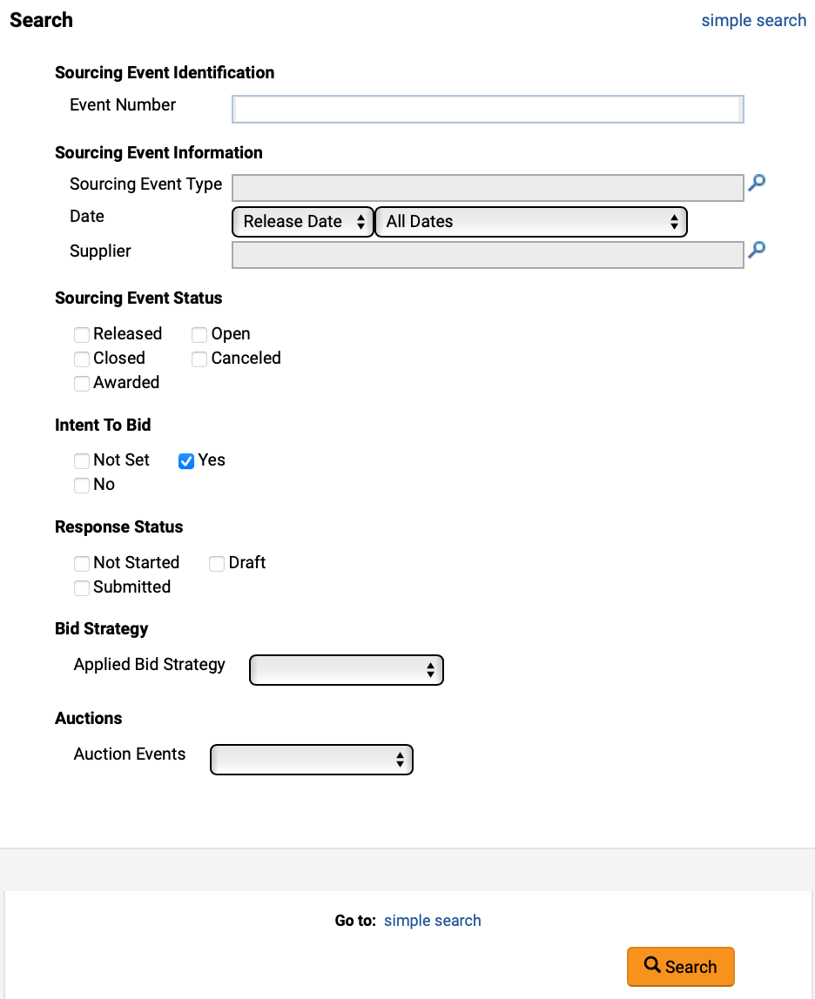 Search simple search
Sourcing Event Identification
Event Number
Sourcing Event Information
Sourcing Event Type
Date Release Date All Dates
Supplier
Sourcing Event Status
Released Open
Closed Canceled
Awarded
Intent To Bid
Not Set Yes
No
Response Status
Not Started Draft
Submitted
Bid Strategy
Applied Bid Strategy
Auctions
Auction Events
Go to: simple search
Search